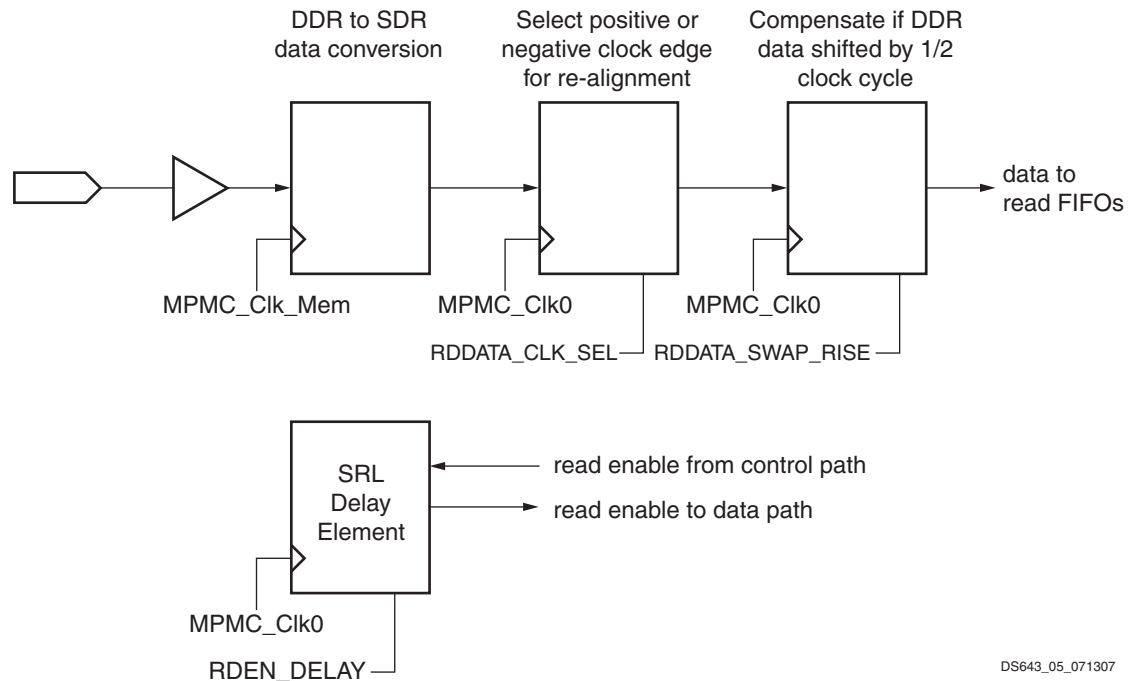 DDR to SDR
data conversion
Select positive or
negative clock edge
for re-alignment
Compensate if DDR
data shifted by 1/2
clock cycle
data to
read FIFOs
MPMC_Clk_Mem
MPMC_Clk0
MPMC_Clk0
RDDATA_CLK_SEL
RDDATA_SWAP_RISE
SRL
Delay
Element
read enable from control path
read enable to data path
MPMC_Clk0
RDEN_DELAY
DS643_05_071307